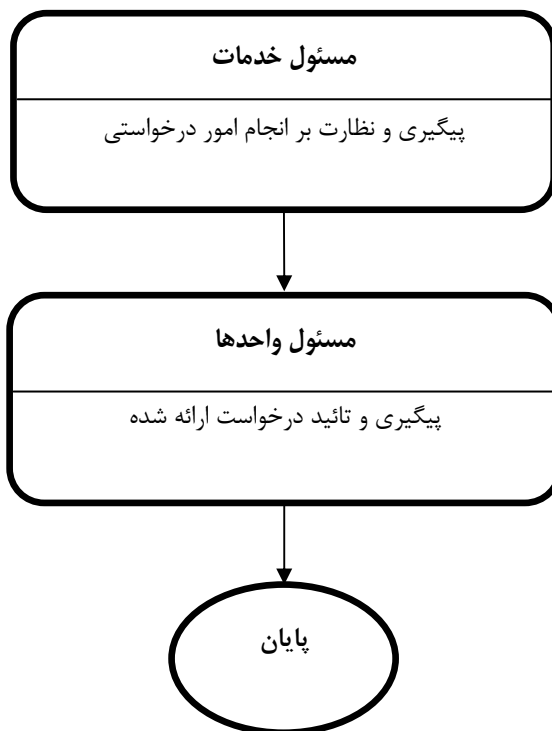 مسئول خدمات
پیگیری و نظارت بر انجام امور درخواستی
مسئول واحدها
پیگیری و تائید درخواست ارائه شده
پایان